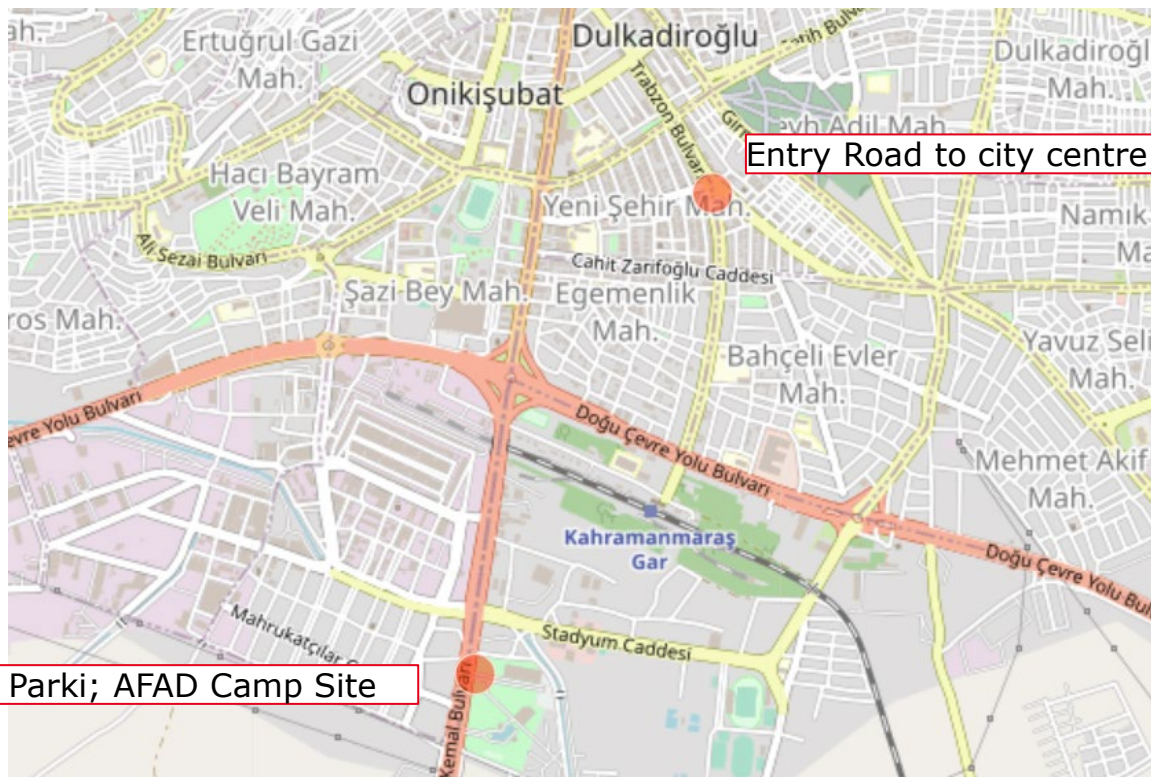 ah.
Ertuğrul Gazi
Mah.
Dulkadiroğlu
Onikişubat
Trabzon Bulvarı
Dulkadiroğl
Mah.
Entry Road to city centre
Hacı Bayram
Veli Mah.
Yeni Şehir Mah.
Namık
Ma
Ali Sezai Bulvarı
Cahit Zarifoğlu Caddesi
Şazi Bey Mah.
Egemenlik
Mah.
ros Mah.
Bahçeli Evler
Mah.
Yavuz Seli
Mah.
evre Yolu Bulvarı
Doğu Çevre Yolu Bulvarı
Mehmet Akif
Mah.
Kahramanmaraş
Gar
Doğu Çevre Yolu Bul
Mahrukatçılar
Stadyum Caddesi
Parki; AFAD Camp Site
Kemal Bulvarı